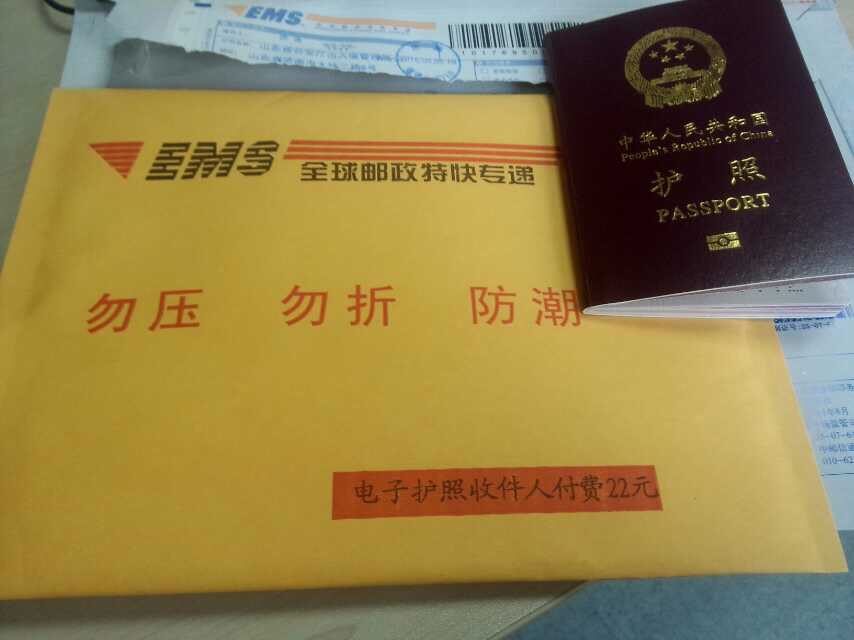 EMS
EMS 全球邮政特快专递
勿压 勿折 防潮
电子护照收件人付费22元
中华人民共和国
People's Republic of China
护 照
PASSPORT